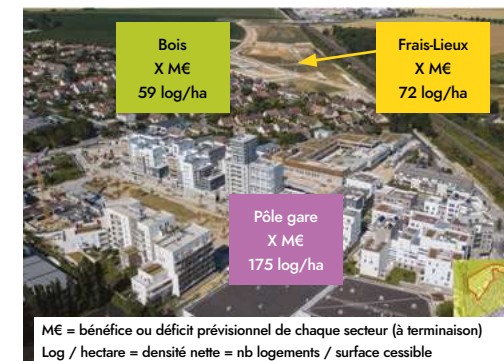 Bois
X M€
59 log/ha
Frais-Lieux
X M€
72 log/ha
Pôle gare
X M€
175 log/ha
M€ = bénéfice ou déficit prévisionnel de chaque secteur (à terminaison)
Log / hectare = densité nette = nb logements / surface cessible